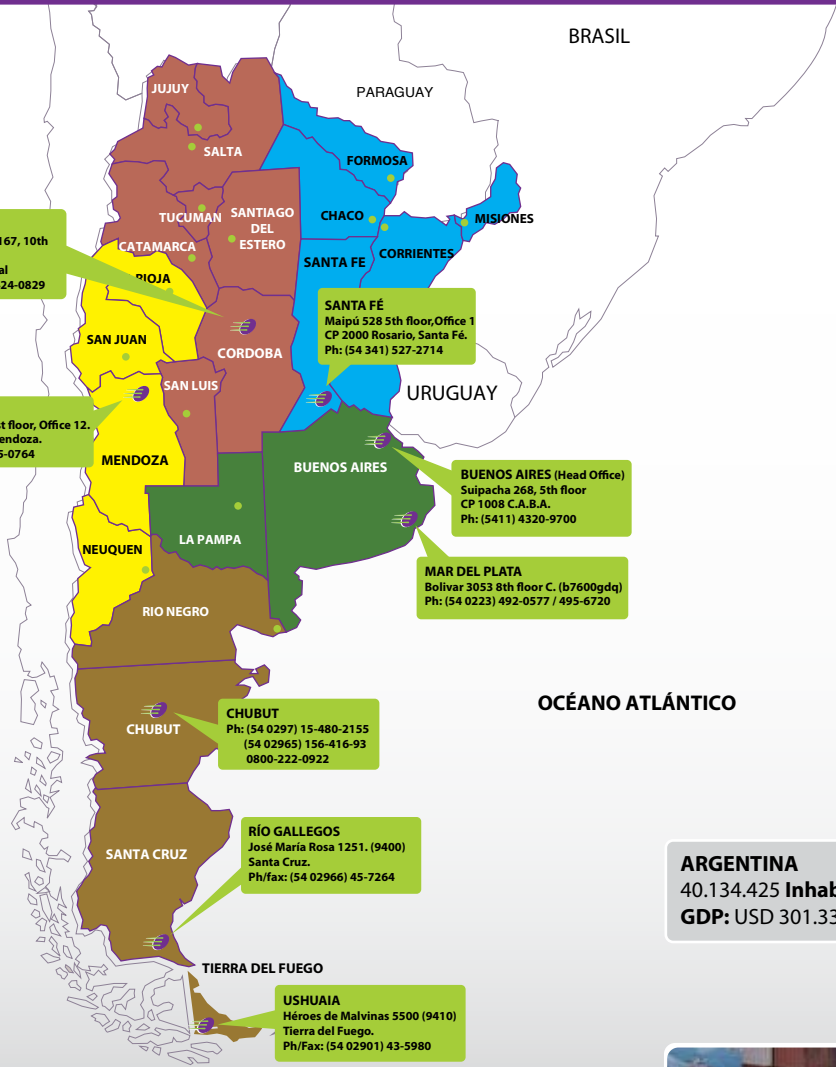 BRASIL
PARAGUAY
JUJUY
SALTA
FORMOSA
CHACO
MISIONES
TUCUMAN
SANTIAGO
DEL
ESTERO
CATAMARCA
SANTA FE
CORRIENTES
167, 10th
24-0829
RIOJA
SAN JUAN
CORDOBA
SANTA FÉ
Maipú 528 5th floor,Office 1
CP 2000 Rosario, Santa Fé.
Ph: (54 341) 527-2714
SAN LUIS
URUGUAY
floor, Office 12.
5-0764
MENDOZA
BUENOS AIRES
BUENOS AIRES (Head Office)
Suipacha 268, 5th floor
CP 1008 C.A.B.A.
Ph: (5411) 4320-9700
LA PAMPA
NEUQUEN
MAR DEL PLATA
Bolivar 3053 8th floor C. (b7600gdq)
Ph: (54 0223) 492-0577 / 495-6720
RIO NEGRO
OCÉANO ATLÁNTICO
CHUBUT
CHUBUT
Ph: (54 0297) 15-480-2155
(54 02965) 156-416-93
0800-222-0922
SANTA CRUZ
RÍO GALLEGOS
José María Rosa 1251. (9400)
Santa Cruz.
Ph/fax: (54 02966) 45-7264
ARGENTINA
40.134.425 Inhab
GDP: USD 301.33
TIERRA DEL FUEGO
USHUAIA
Héroes de Malvinas 5500 (9410)
Tierra del Fuego.
Ph/Fax: (54 02901) 43-5980